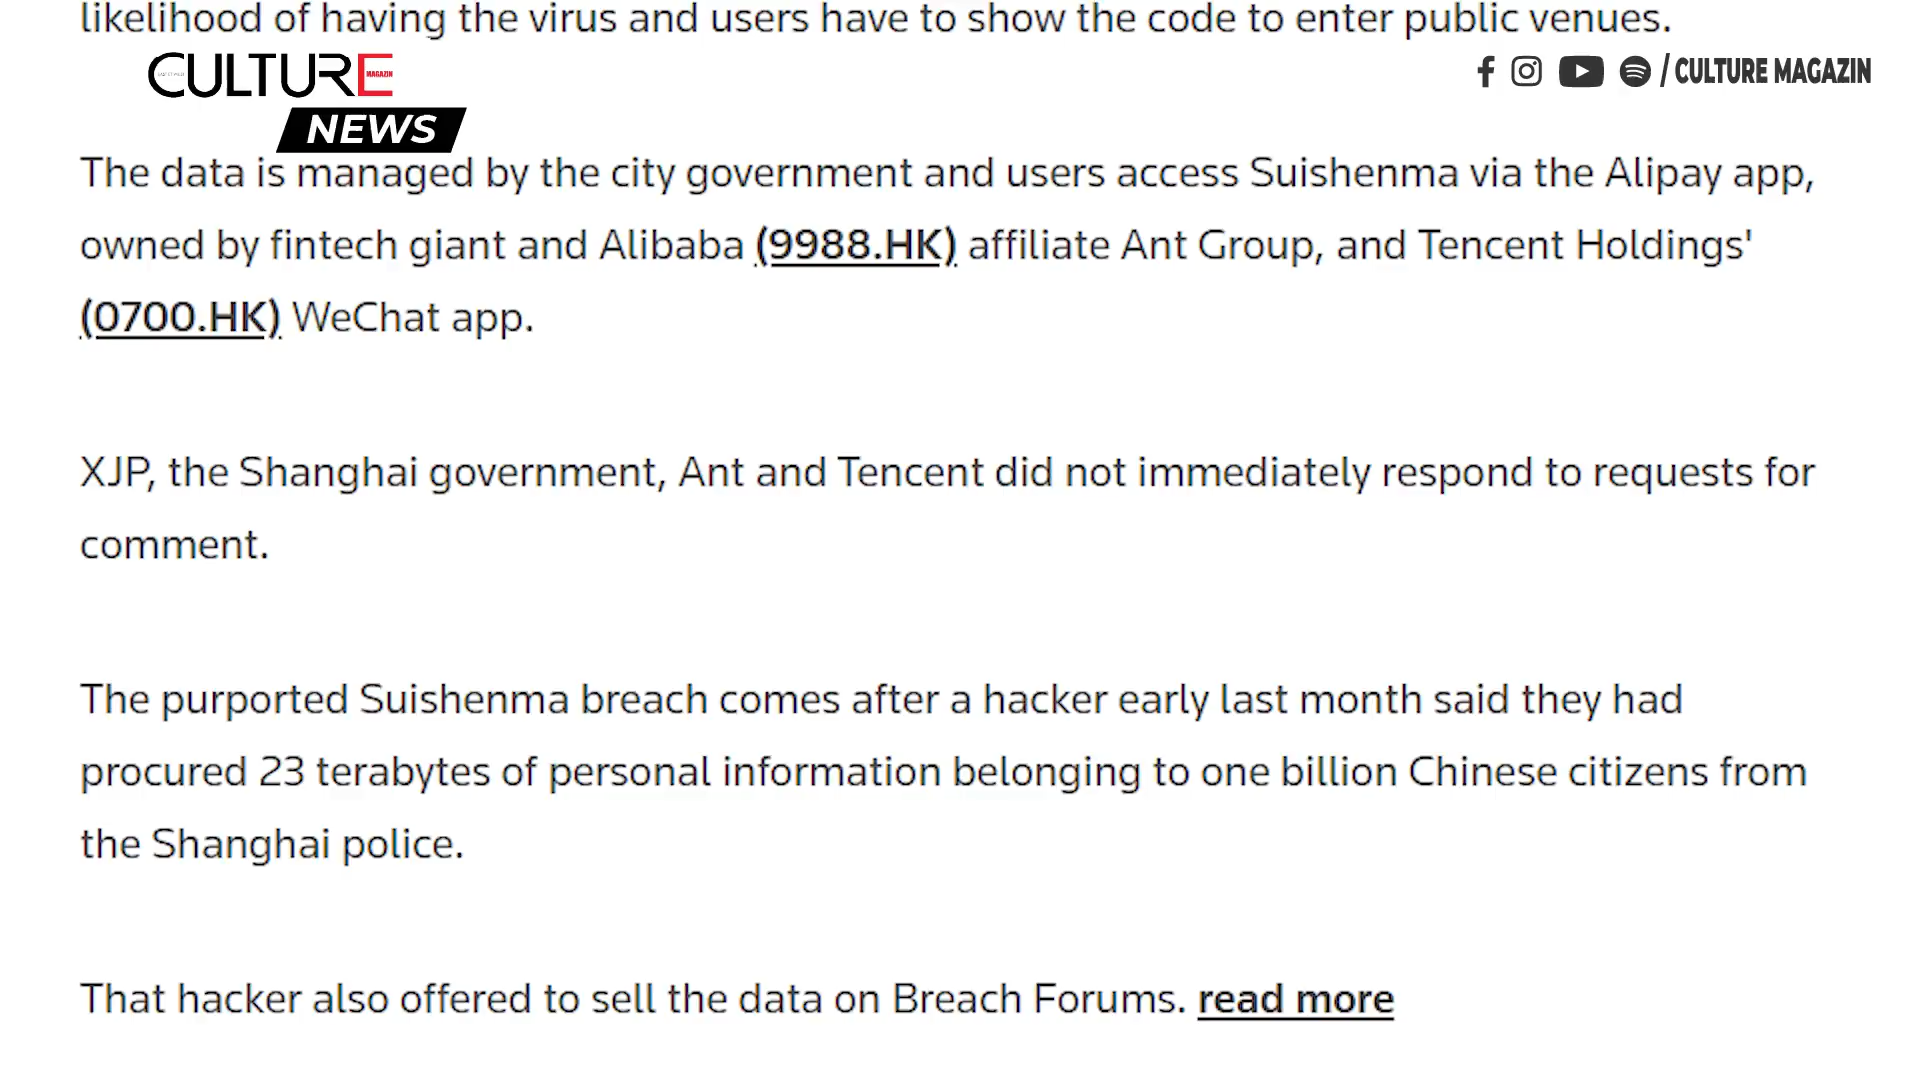 likelihood of having the virus and users have to show the code to enter public venues.
CULTURE
MAGAZIN
NEWS
/ CULTURE MAGAZIN
The data is managed by the city government and users access Suishenma via the Alipay app,
owned by fintech giant and Alibaba (9988.HK) affiliate Ant Group, and Tencent Holdings'
(0700.HK) WeChat app.
XJP, the Shanghai government, Ant and Tencent did not immediately respond to requests for
comment.
The purported Suishenma breach comes after a hacker early last month said they had
procured 23 terabytes of personal information belonging to one billion Chinese citizens from
the Shanghai police.
That hacker also offered to sell the data on Breach Forums. read more